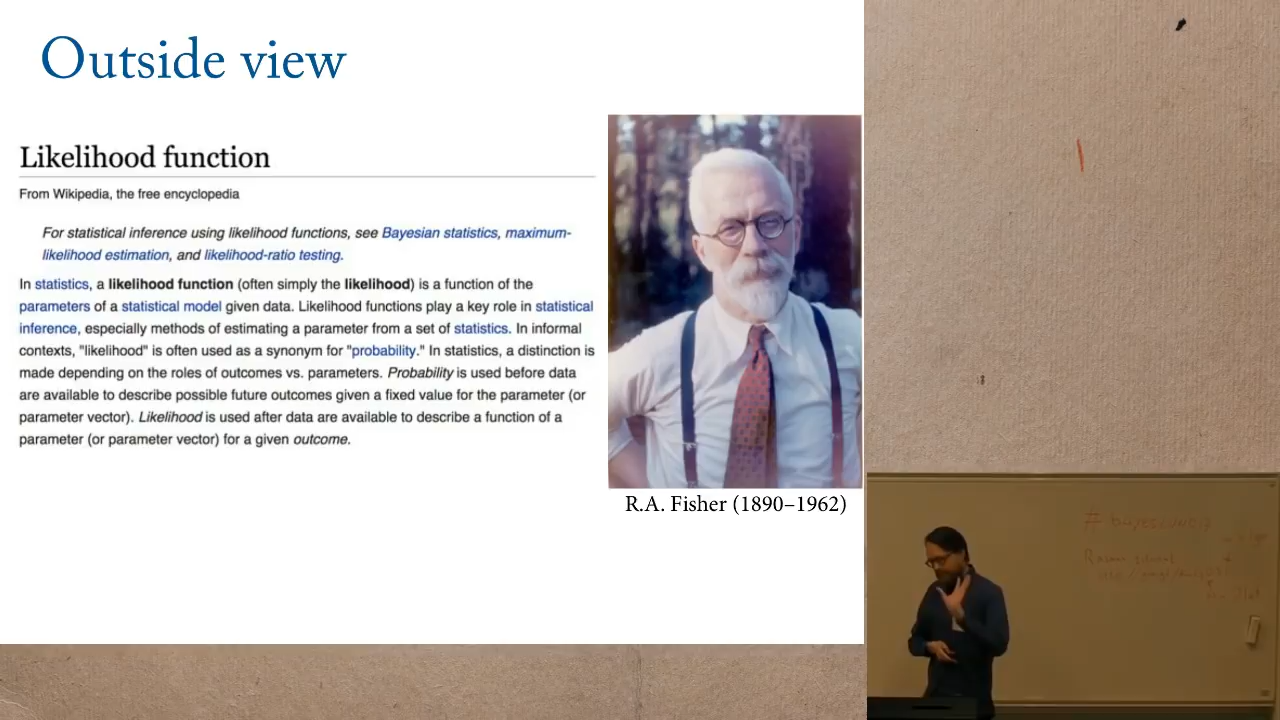 Outside view
Likelihood function
From Wikipedia, the free encyclopedia
For statistical inference using likelihood functions, see Bayesian statistics, maximum-
likelihood estimation, and likelihood-ratio testing.
In statistics, a likelihood function (often simply the likelihood) is a function of the
parameters of a statistical model given data. Likelihood functions play a key role in statistical
inference, especially methods of estimating a parameter from a set of statistics. In informal
contexts, "likelihood" is often used as a synonym for "probability." In statistics, a distinction is
made depending on the roles of outcomes vs. parameters. Probability is used before data
are available to describe possible future outcomes given a fixed value for the parameter (or
parameter vector). Likelihood is used after data are available to describe a function of a
parameter (or parameter vector) for a given outcome.
R.A. Fisher (1890–1962)